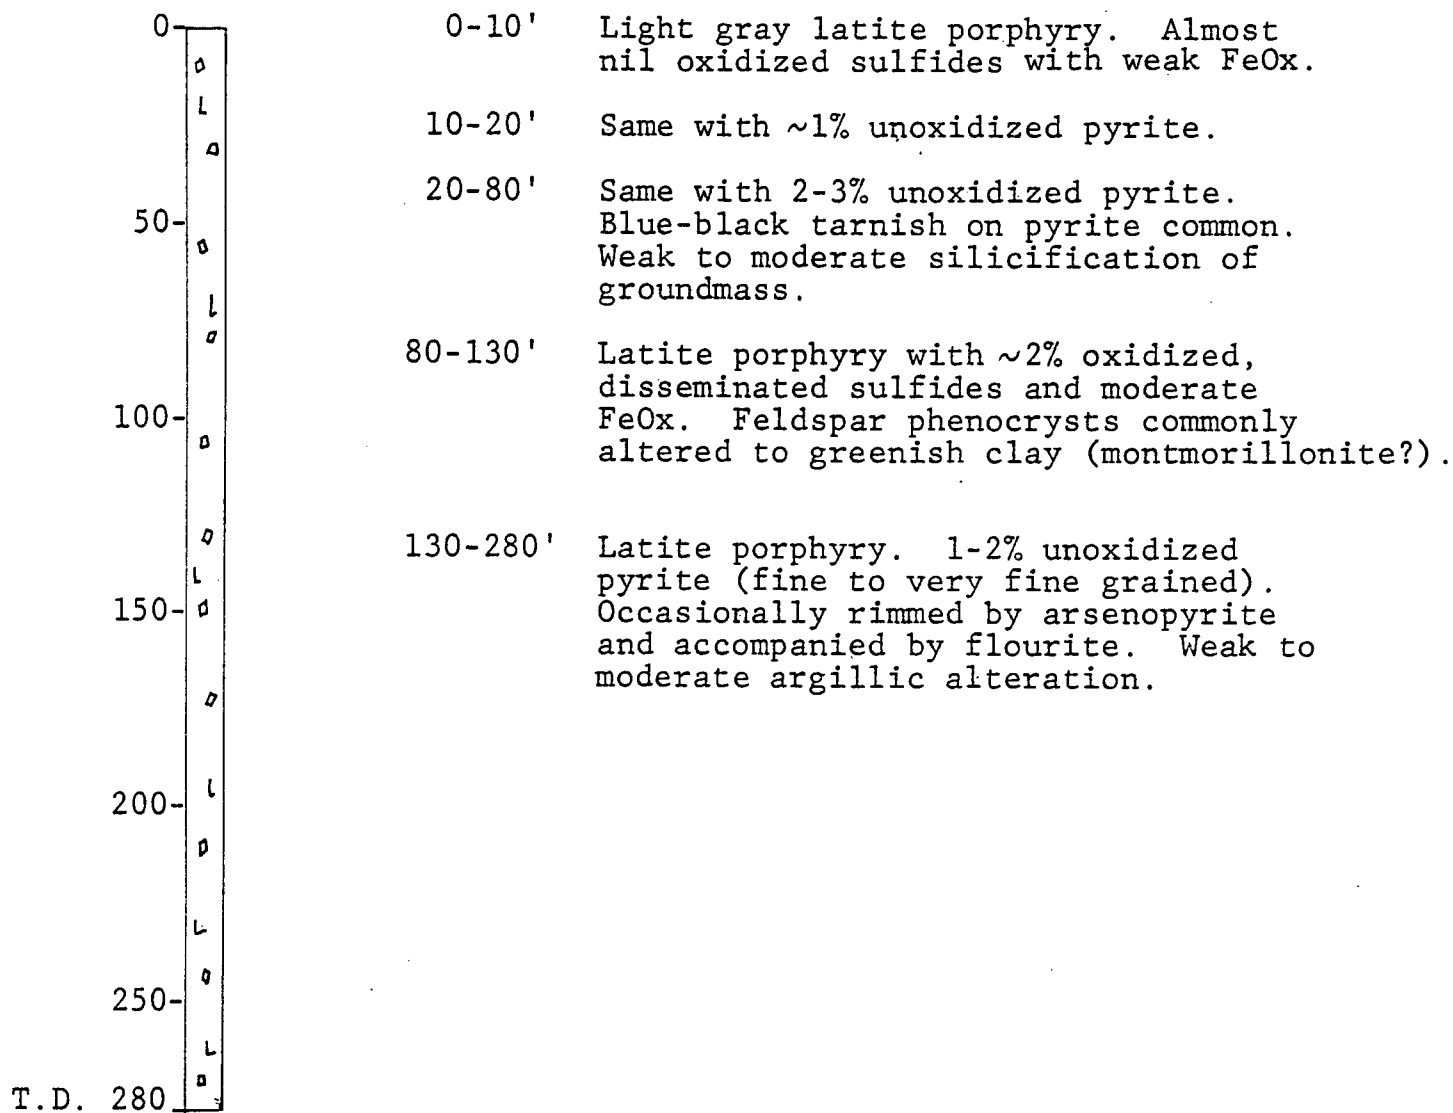 0-
0-10' Light gray latite porphyry. Almost
nil oxidized sulfides with weak FeOx.
10-20' Same with ~1% unoxidized pyrite.
20-80' Same with 2-3% unoxidized pyrite.
50-
Blue-black tarnish on pyrite common.
Weak to moderate silicification of
groundmass.
80-130' Latite porphyry with ~2% oxidized,
disseminated sulfides and moderate
100-
FeOx. Feldspar phenocrysts commonly
altered to greenish clay (montmorillonite?).
130-280' Latite porphyry. 1-2% unoxidized
pyrite (fine to very fine grained).
150-
Occasionally rimmed by arsenopyrite
and accompanied by flourite. Weak to
moderate argillic alteration.
200-
250-
T.D. 280